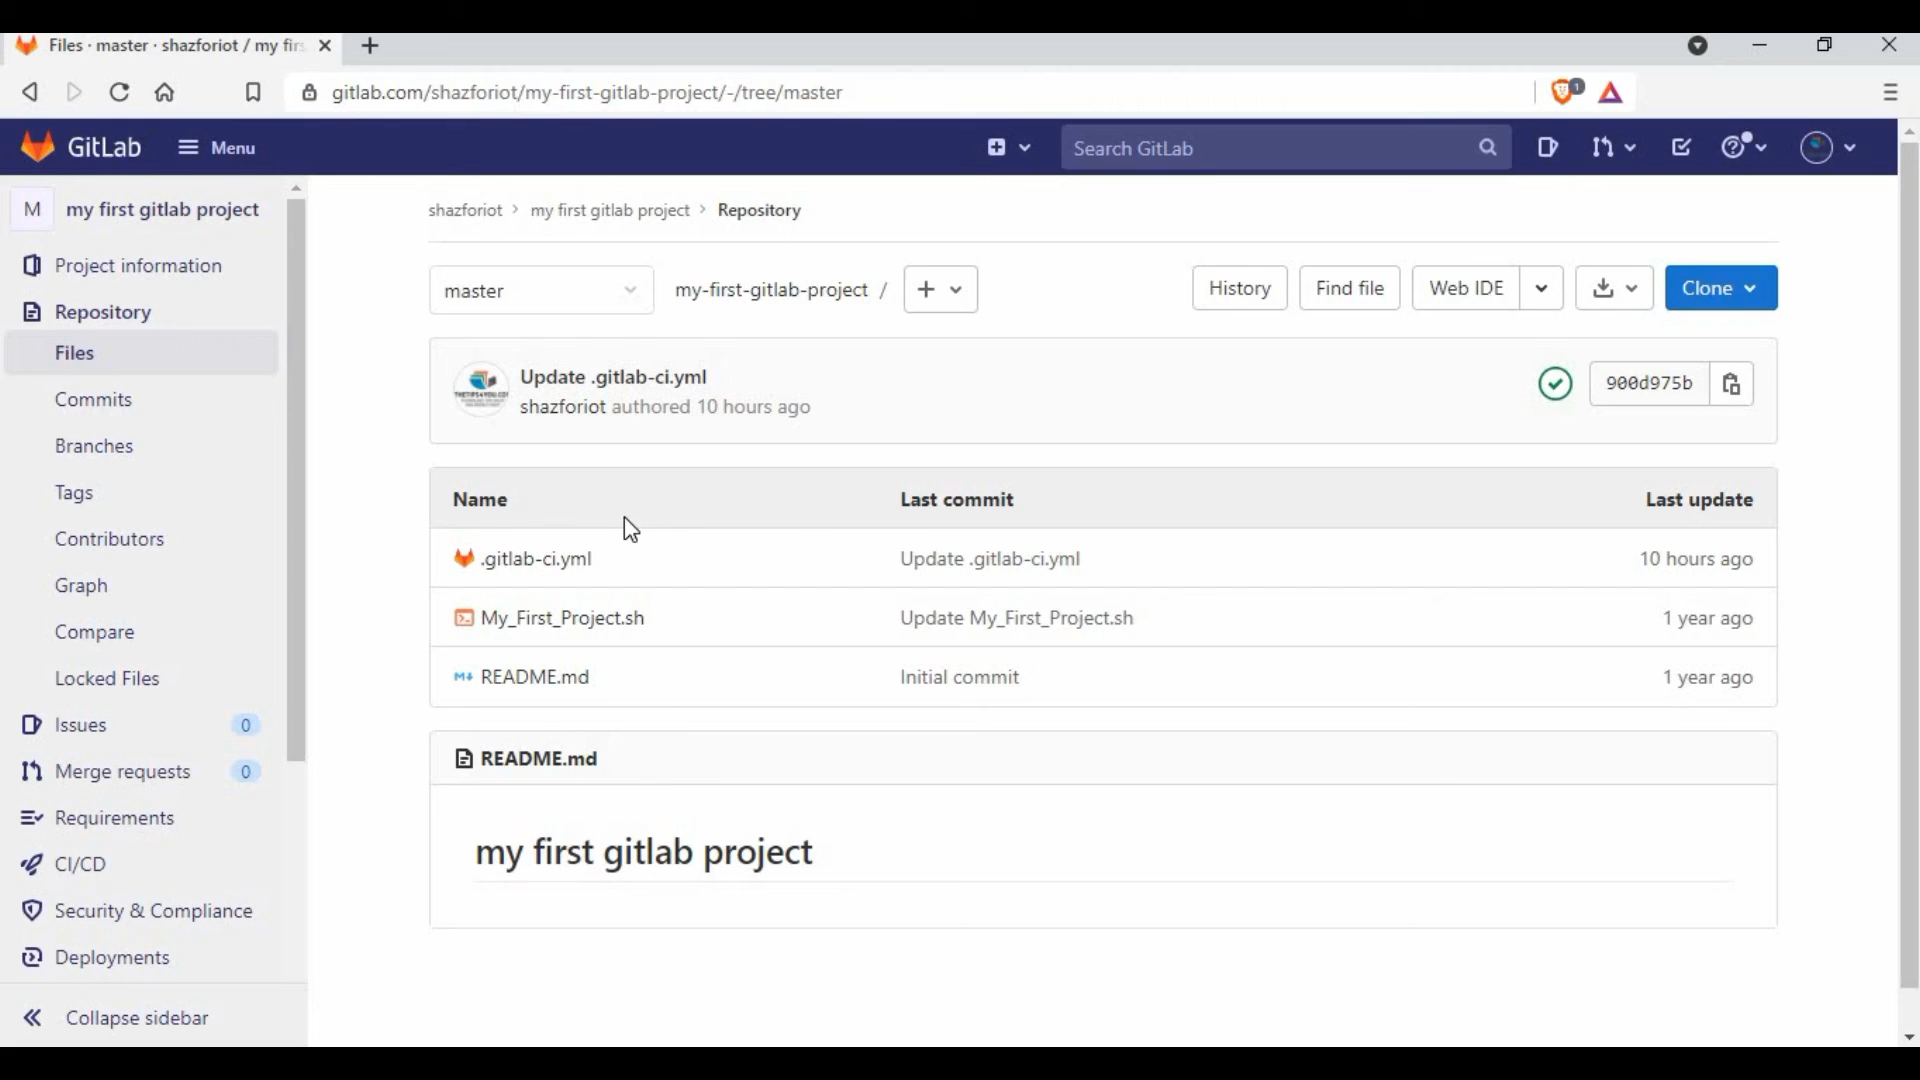 Files · master · shazforiot / my firs
gitlab.com/shazforiot/my-first-gitlab-project/-/tree/master
1
GitLab
Menu
Search GitLab
M
my first gitlab project
Project information
Repository
Files
Commits
Branches
Tags
Contributors
Graph
Compare
Locked Files
Issues 0
Merge requests 0
Requirements
CI/CD
Security & Compliance
Deployments
Collapse sidebar
shazforiot > my first gitlab project > Repository
master
my-first-gitlab-project /
History
Find file
Web IDE
Clone
Update .gitlab-ci.yml
shazforiot authored 10 hours ago
900d975b
Name Last commit Last update
.gitlab-ci.yml Update .gitlab-ci.yml 10 hours ago
My_First_Project.sh Update My_First_Project.sh 1 year ago
README.md Initial commit 1 year ago
README.md
my first gitlab project